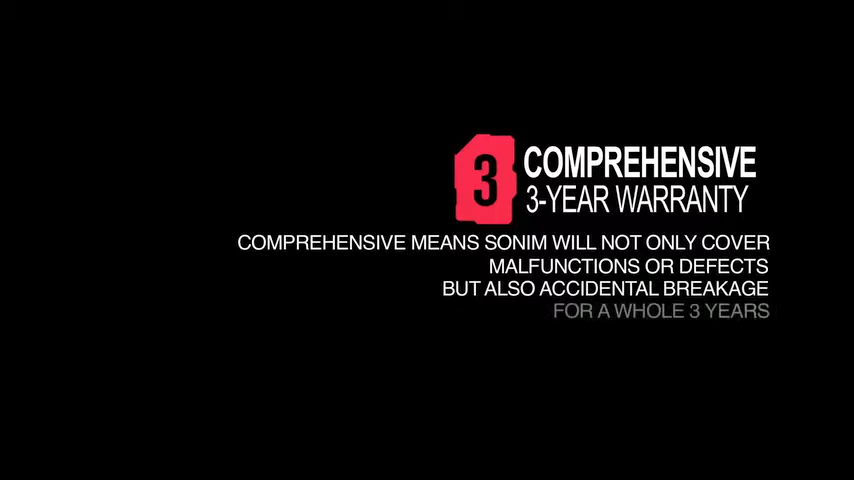 3
COMPREHENSIVE
3-YEAR WARRANTY
COMPREHENSIVE MEANS SONIM WILL NOT ONLY COVER
MALFUNCTIONS OR DEFECTS
BUT ALSO ACCIDENTAL BREAKAGE
FOR A WHOLE 3 YEARS